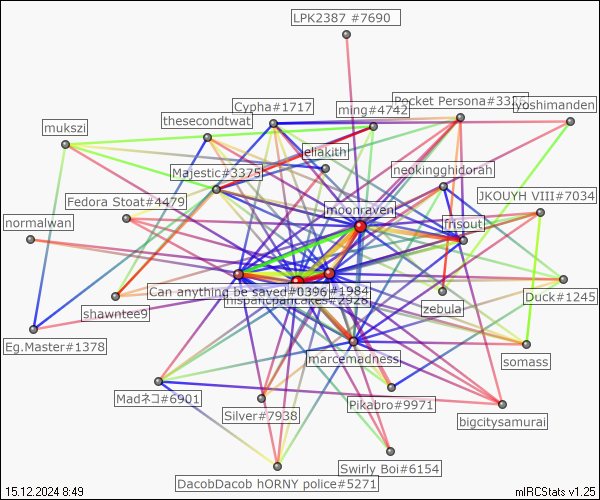 LPK2387 #7690
Pocket Persona#3375
Cypha#1717
ming#4742
yoshimanden
thesecondtwat
mukszi
eliakith
neokingghidorah
Majestic#3375
JKOUYH VIII#7034
Fedora Stoat#4479
moonraven
normalwan
frisout
Can anything be saved#0396
#1984
hispanicpancakes#2928
Duck#1245
shawntee9
zebula
Eg.Master#1378
marcemadness
somass
Madネコ#6901
Pikabro#9971
Silver#7938
bigcitysamurai
Swirly Boi#6154
DacobDacob hORNY police#5271
15.12.2024 8:49
mIRCStats v1.25